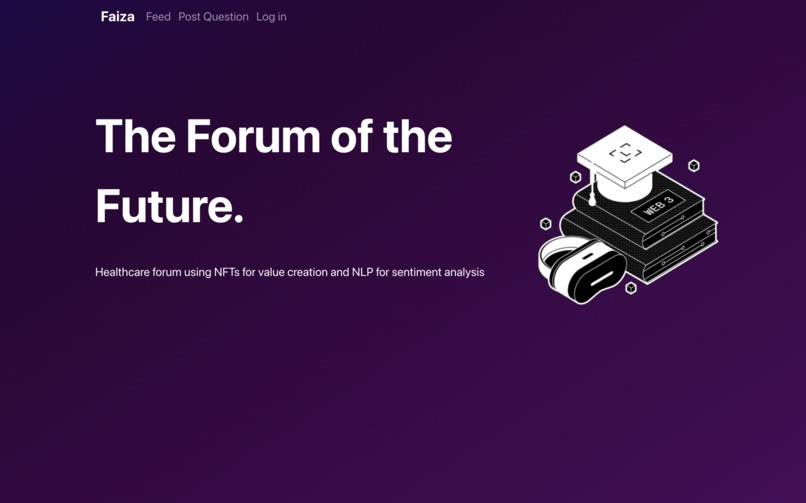 Faiza Feed Post Question Log in
The Forum of the
Future.
WEB 3
Healthcare forum using NFTs for value creation and NLP for sentiment analysis